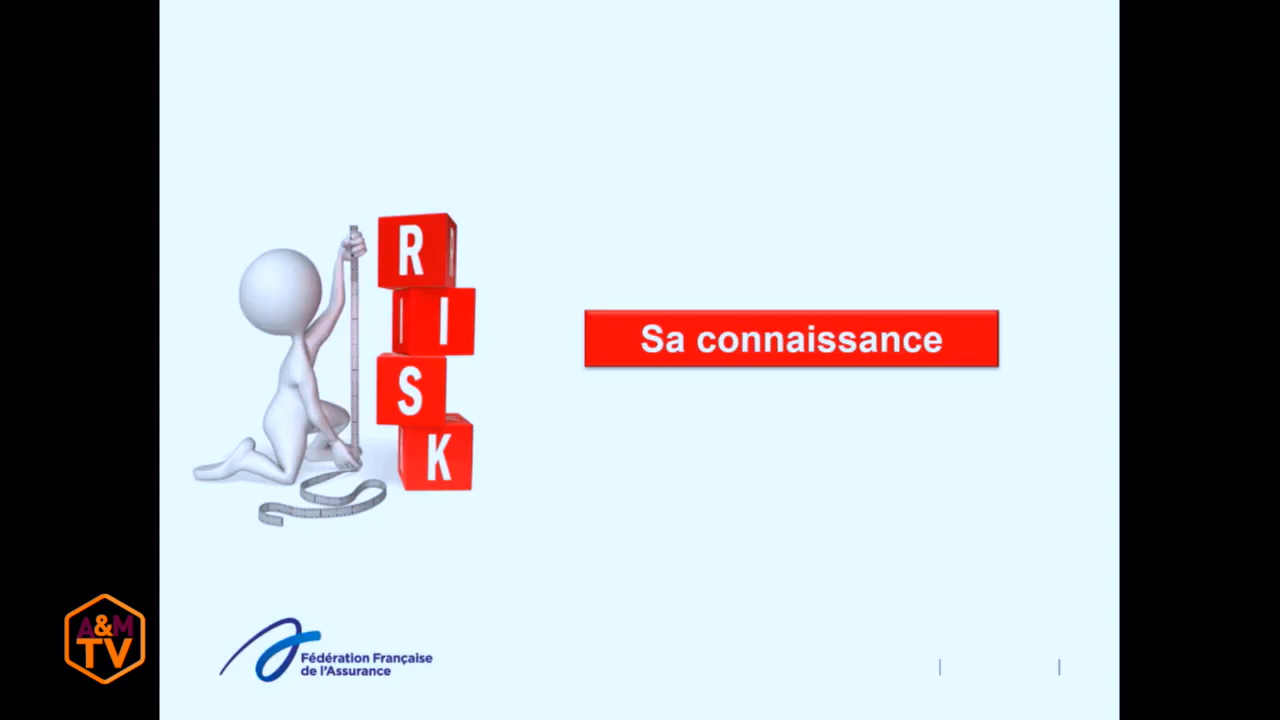 R
I
S
K
Sa connaissance
A&M
TV
Fédération Française
de l'Assurance